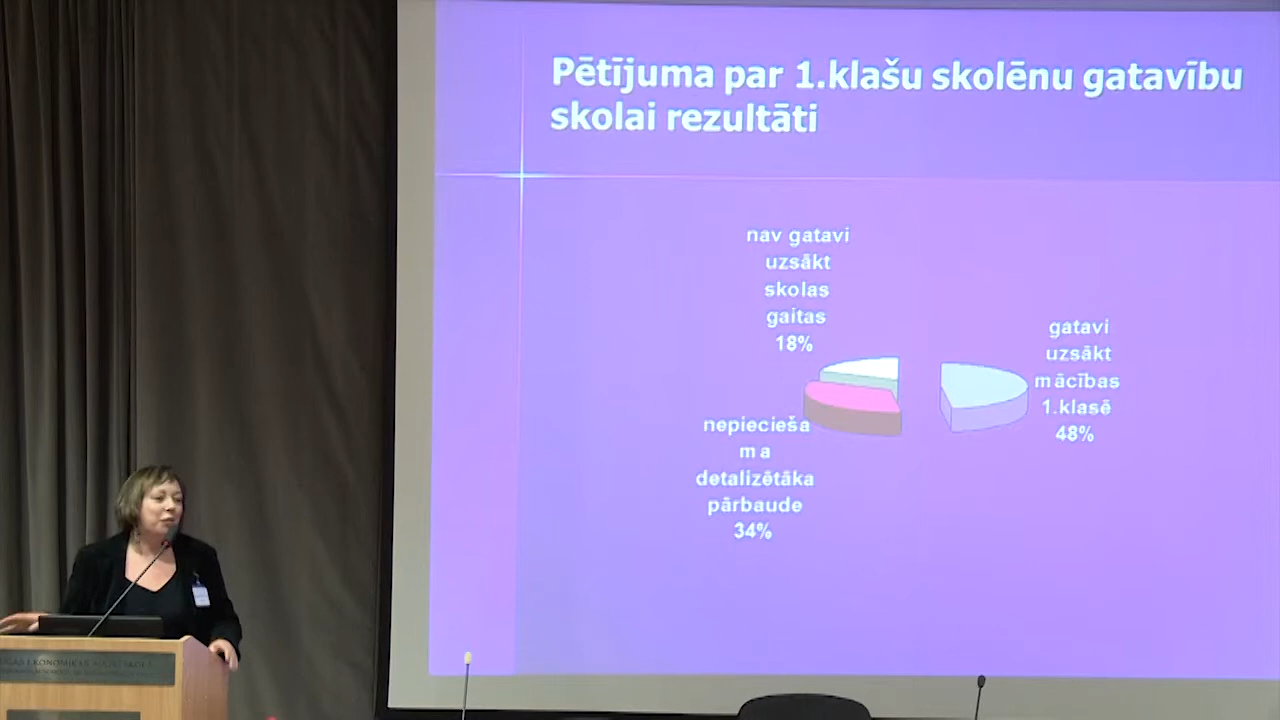 Pētījuma par 1.klašu skolēnu gatavību
skolai rezultāti
nav gatavi
uzsākt
skolas
gaitas
18%
gatavi
uzsākt
mācības
1.klasē
48%
nepiecieša
ma
detalizētāka
pārbaude
34%